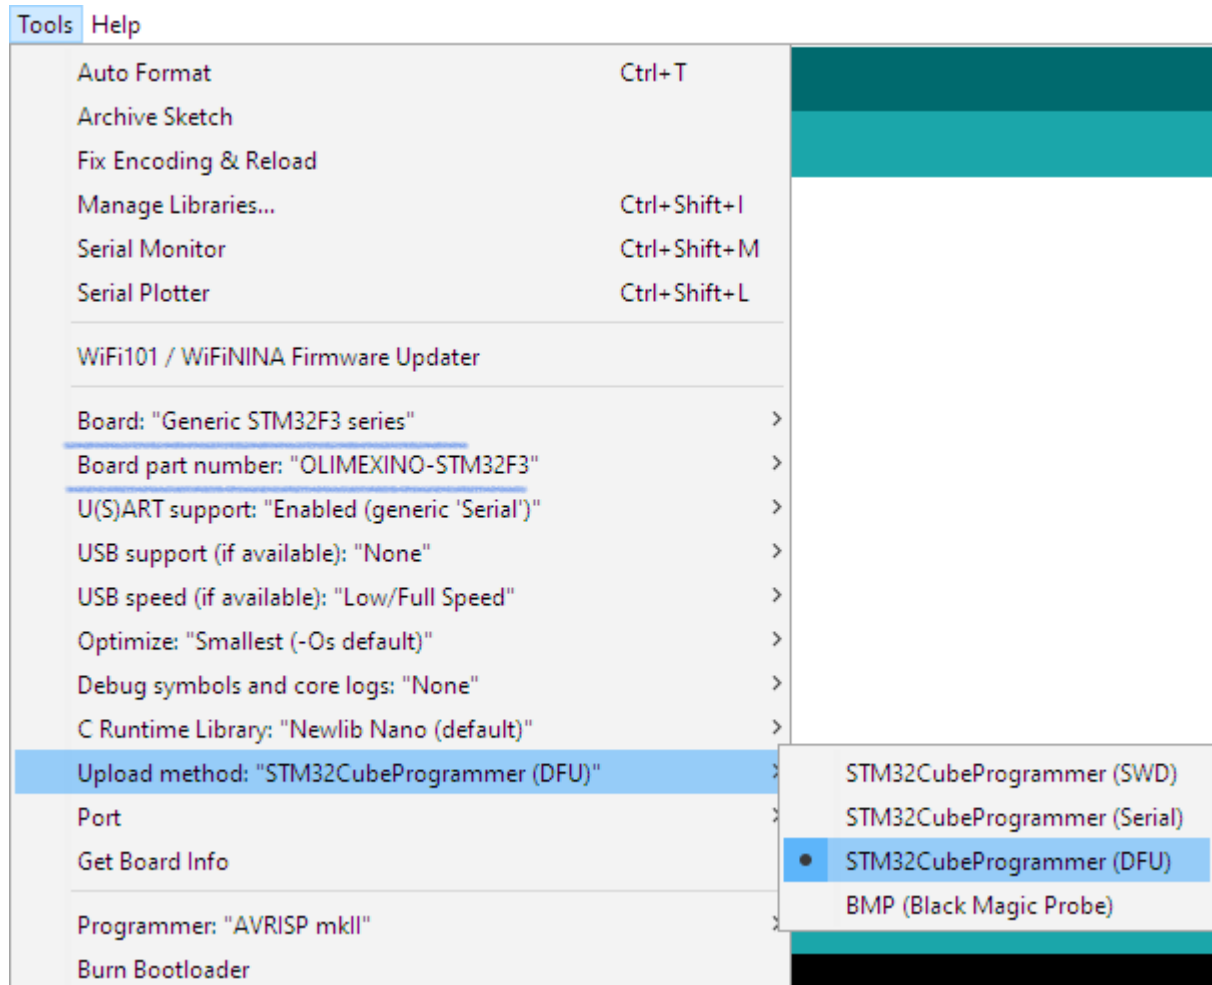 Tools Help
Auto Format Ctrl+T
Archive Sketch
Fix Encoding & Reload
Manage Libraries... Ctrl+Shift+I
Serial Monitor Ctrl+Shift+M
Serial Plotter Ctrl+Shift+L
WiFi101 / WiFiNINA Firmware Updater
Board: "Generic STM32F3 series"
Board part number: "OLIMEXINO-STM32F3"
U(S)ART support: "Enabled (generic 'Serial')"
USB support (if available): "None"
USB speed (if available): "Low/Full Speed"
Optimize: "Smallest (-Os default)"
Debug symbols and core logs: "None"
C Runtime Library: "Newlib Nano (default)"
Upload method: "STM32CubeProgrammer (DFU)"
Port
Get Board Info
Programmer: "AVRISP mkII"
Burn Bootloader
STM32CubeProgrammer (SWD)
STM32CubeProgrammer (Serial)
STM32CubeProgrammer (DFU)
BMP (Black Magic Probe)